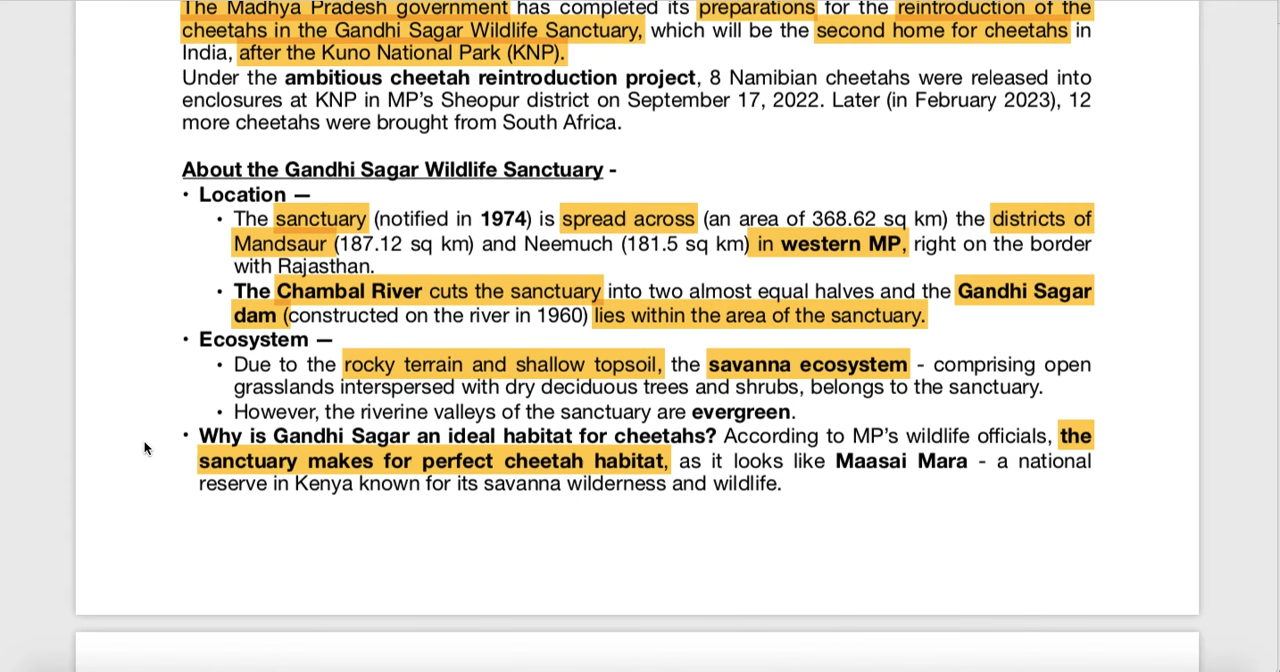 The Madhya Pradesh government has completed its preparations for the reintroduction of the
cheetahs in the Gandhi Sagar Wildlife Sanctuary, which will be the second home for cheetahs in
India, after the Kuno National Park (KNP).
Under the ambitious cheetah reintroduction project, 8 Namibian cheetahs were released into
enclosures at KNP in MP's Sheopur district on September 17, 2022. Later (in February 2023), 12
more cheetahs were brought from South Africa.
About the Gandhi Sagar Wildlife Sanctuary -
• Location —
• The sanctuary (notified in 1974) is spread across (an area of 368.62 sq km) the districts of
Mandsaur (187.12 sq km) and Neemuch (181.5 sq km) in western MP, right on the border
with Rajasthan.
• The Chambal River cuts the sanctuary into two almost equal halves and the Gandhi Sagar
dam (constructed on the river in 1960) lies within the area of the sanctuary.
• Ecosystem —
• Due to the rocky terrain and shallow topsoil, the savanna ecosystem - comprising open
grasslands interspersed with dry deciduous trees and shrubs, belongs to the sanctuary.
• However, the riverine valleys of the sanctuary are evergreen.
• Why is Gandhi Sagar an ideal habitat for cheetahs? According to MP's wildlife officials, the
sanctuary makes for perfect cheetah habitat, as it looks like Maasai Mara - a national
reserve in Kenya known for its savanna wilderness and wildlife.